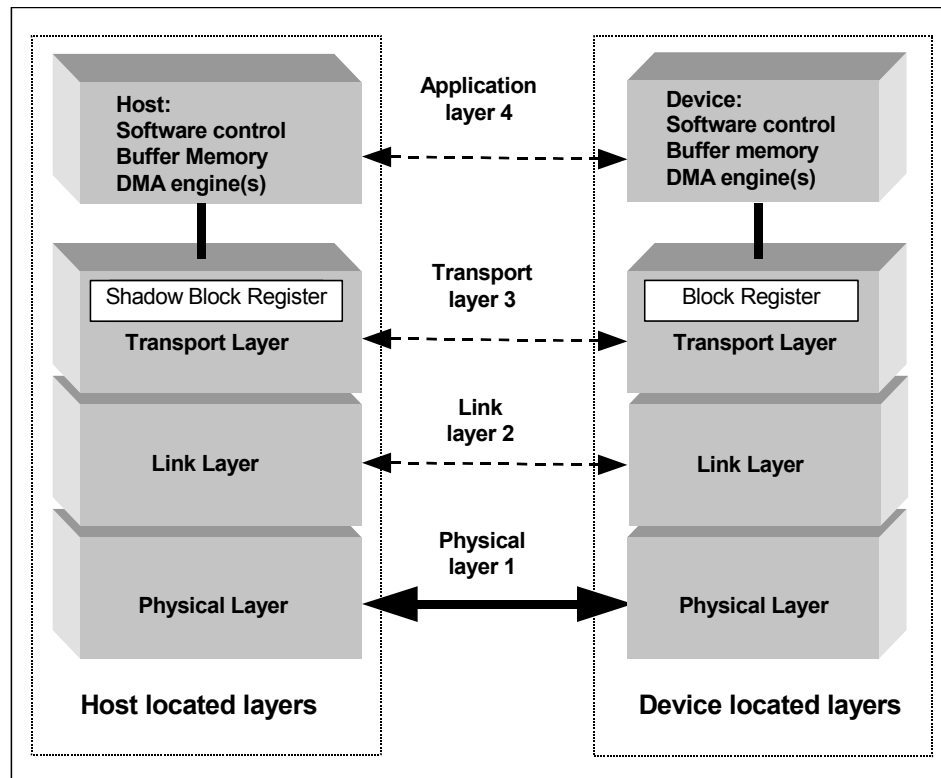 Host:
Software control
Buffer Memory
DMA engine(s)
Application
layer 4
Device:
Software control
Buffer memory
DMA engine(s)
Shadow Block Register
Transport Layer
Transport
layer 3
Block Register
Transport Layer
Link Layer
Link
layer 2
Link Layer
Physical Layer
Physical
layer 1
Physical Layer
Host located layers
Device located layers